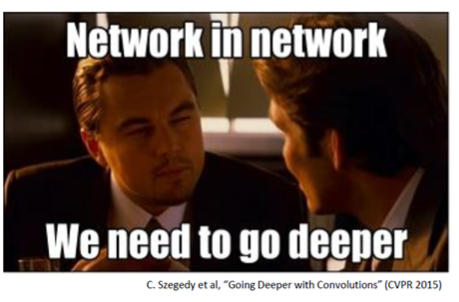 Network in network
We need to go deeper
C. Szegedy et al, “Going Deeper with Convolutions” (CVPR 2015)